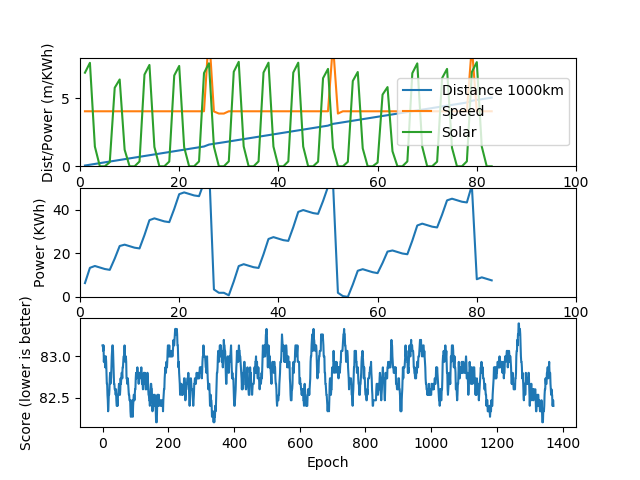 Dist/Power (m/KWh)
5
0
Distance 1000km
Speed
Solar
0 20 40 60 80 100
Power (KWh)
40
20
0
0 20 40 60 80 100
Score (lower is better)
83.0
82.5
0 200 400 600 800 1000 1200 1400
Epoch